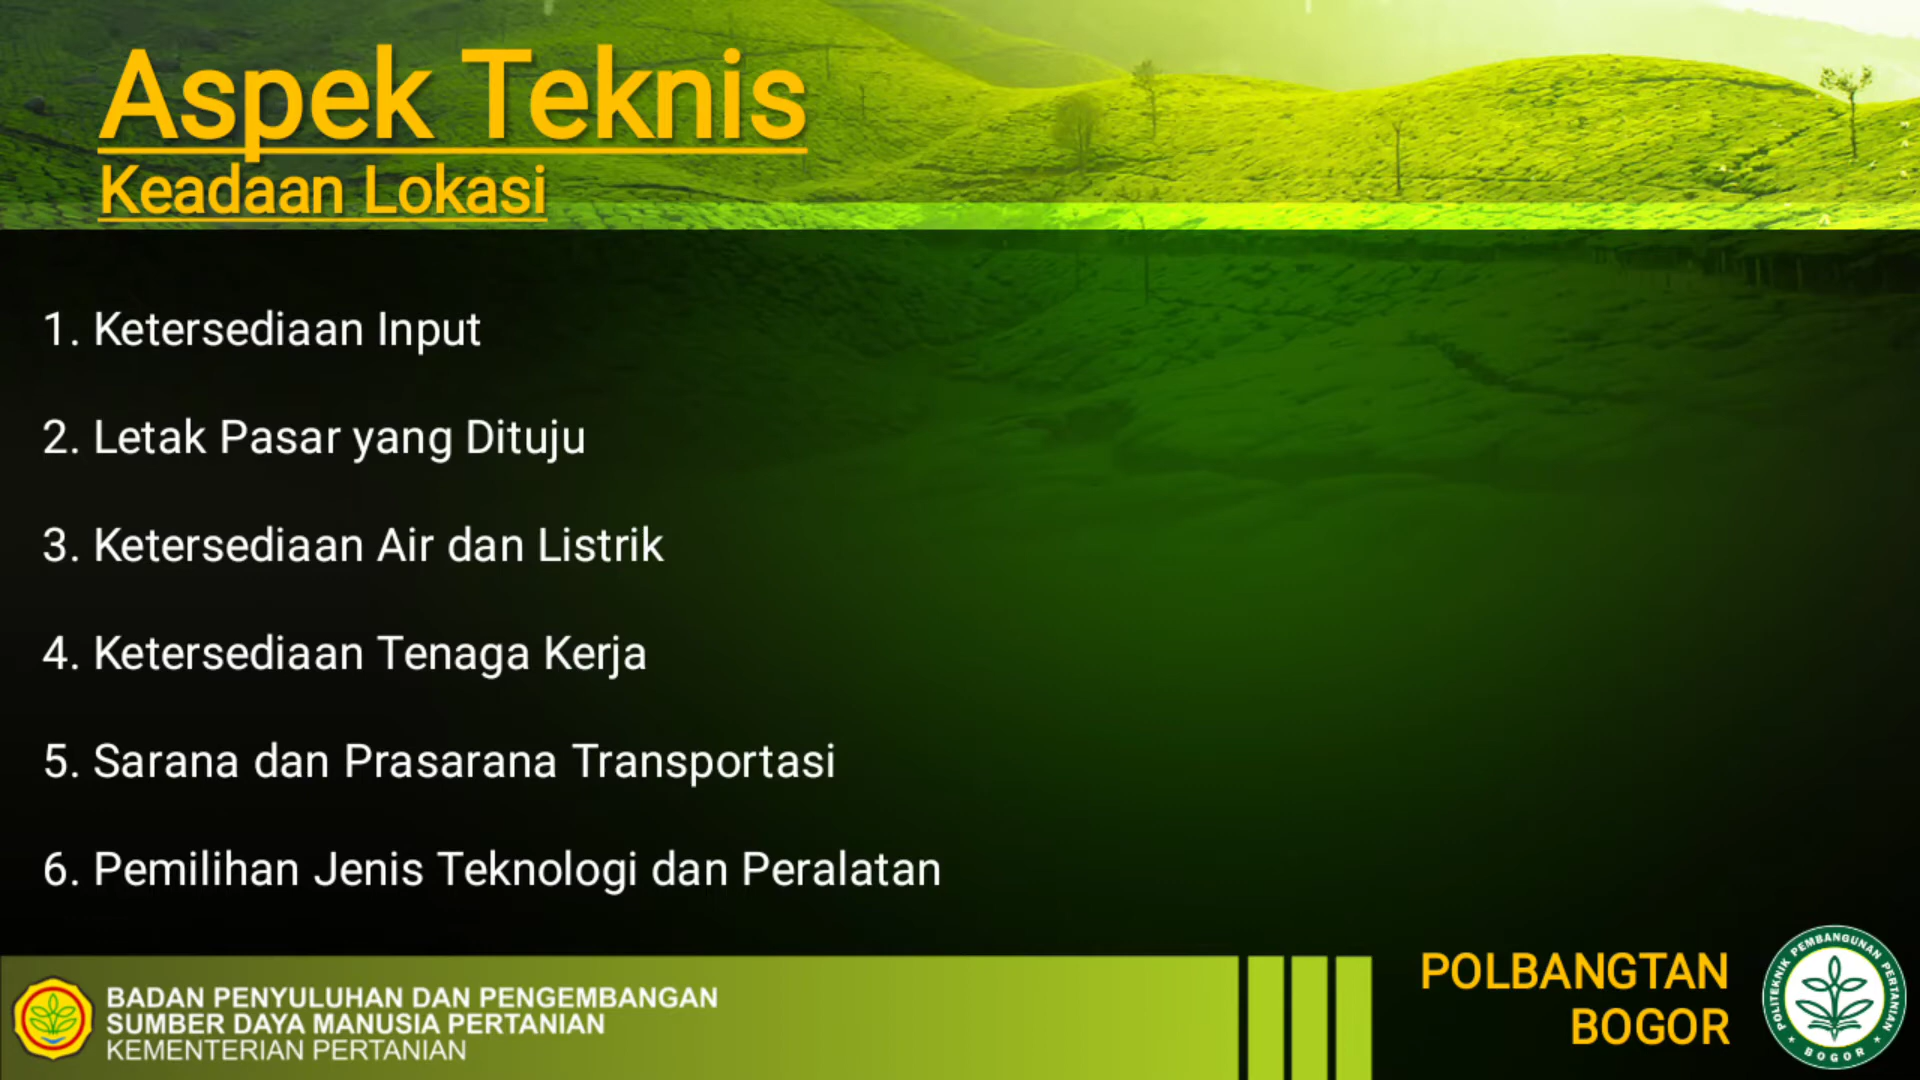 Aspek Teknis
Keadaan Lokasi
1. Ketersediaan Input
2. Letak Pasar yang Dituju
3. Ketersediaan Air dan Listrik
4. Ketersediaan Tenaga Kerja
5. Sarana dan Prasarana Transportasi
6. Pemilihan Jenis Teknologi dan Peralatan
BADAN PENYULUHAN DAN PENGEMBANGAN
SUMBER DAYA MANUSIA PERTANIAN
KEMENTERIAN PERTANIAN
POLBANGTAN
BOGOR
POLITEKNIK PEMBANGUNAN PERTANIAN
BOGOR